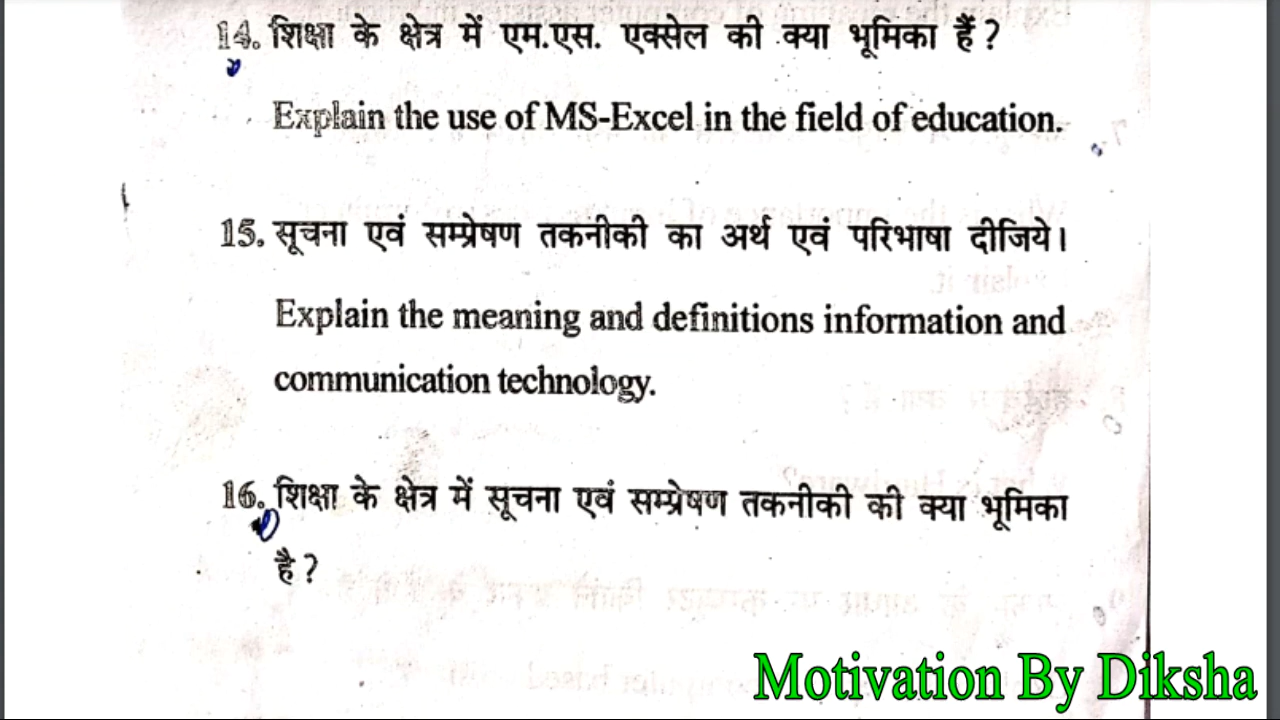 14. शिक्षा के क्षेत्र में एम.एस. एक्सेल की क्या भूमिका हैं ?
Explain the use of MS-Excel in the field of education.
15. सूचना एवं सम्प्रेषण तकनीकी का अर्थ एवं परिभाषा दीजिये।
Explain the meaning and definitions information and
communication technology.
16. शिक्षा के क्षेत्र में सूचना एवं सम्प्रेषण तकनीकी की क्या भूमिका
है ?
Motivation By Diksha